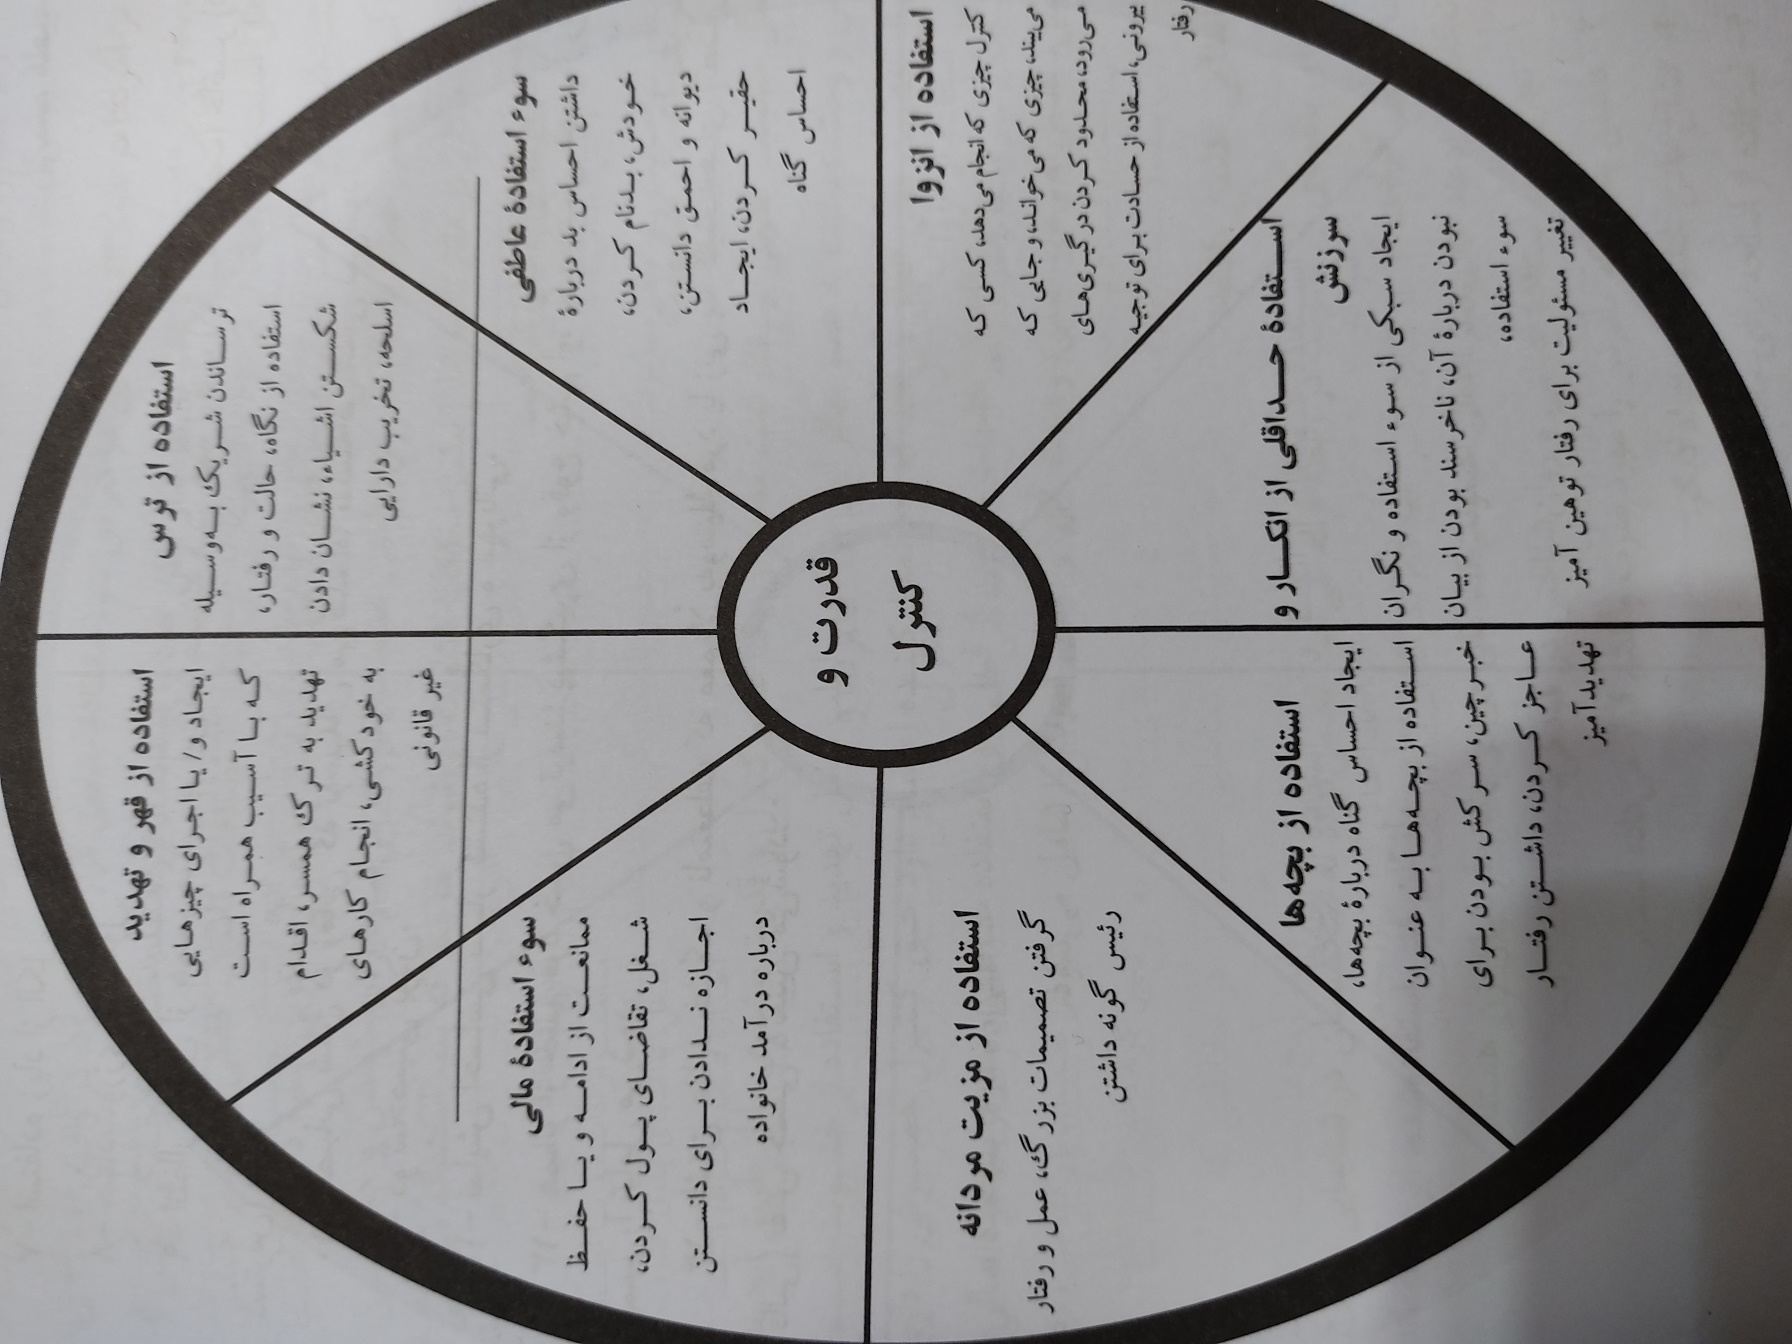 استفاده از قهر و تهدید
ایجاد و/ یا اجرای چیزهایی
که با آسیب همراه است
تهدید به ترک همسر، اقدام
به خودکشی، انجام کارهای
غیر قانونی
استفاده از ترس
ترساندن شریک به‌وسیله
استفاده از نگاه، حالت و رفتار،
شکستن اشیاء، نشان دادن
اسلحه، تخریب دارایی
سوء استفادهٔ عاطفی
داشتن احساس بد دربارهٔ
خودش، بدنام کردن،
دیوانه و احمق دانستن،
حقیر کردن، ایجاد
احساس گناه
استفاده از انزوا
کنترل چیزی که انجام می‌دهد، کسی که
می‌بیند، چیزی که می‌خواند، و جایی که
می‌رود، محدود کردن درگیری‌های
بیرونی، استفاده از حسادت برای توجیه
رفتار
استفادهٔ حداقلی از انکار و
سرزنش
ایجاد سبکی از سوء استفاده و نگران
نبودن دربارهٔ آن، ناخرسند بودن از بیان
سوء استفاده،
تغییر مسئولیت برای رفتار توهین آمیز
استفاده از بچه‌ها
ایجاد احساس گناه دربارهٔ بچه‌ها،
استفاده از بچه‌ها به عنوان
خبرچین، سرکش بودن برای
عاجز کردن، داشتن رفتار
تهدیدآمیز
استفاده از مزیت مردانه
گرفتن تصمیمات بزرگ، عمل و رفتار
رئیس گونه داشتن
سوء استفادهٔ مالی
ممانعت از ادامه و یا حفظ
شغل، تقاضای پول کردن،
اجازه ندادن برای دانستن
درباره درآمد خانواده
قدرت و
کنترل